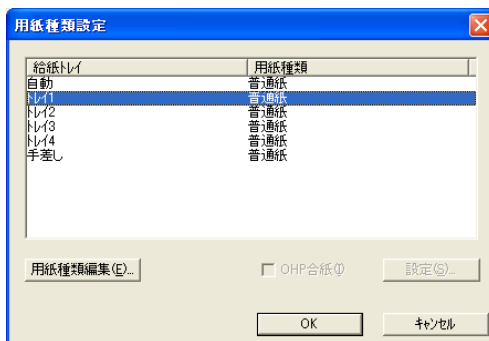 用紙種類設定
給紙ﾄﾚｲ 用紙種類
自動 普通紙
ﾄﾚｲ1 普通紙
ﾄﾚｲ2 普通紙
ﾄﾚｲ3 普通紙
ﾄﾚｲ4 普通紙
手差し 普通紙
用紙種類編集(E)... OHP合紙(I) 設定(S)...
OK ｷｬﾝｾﾙ